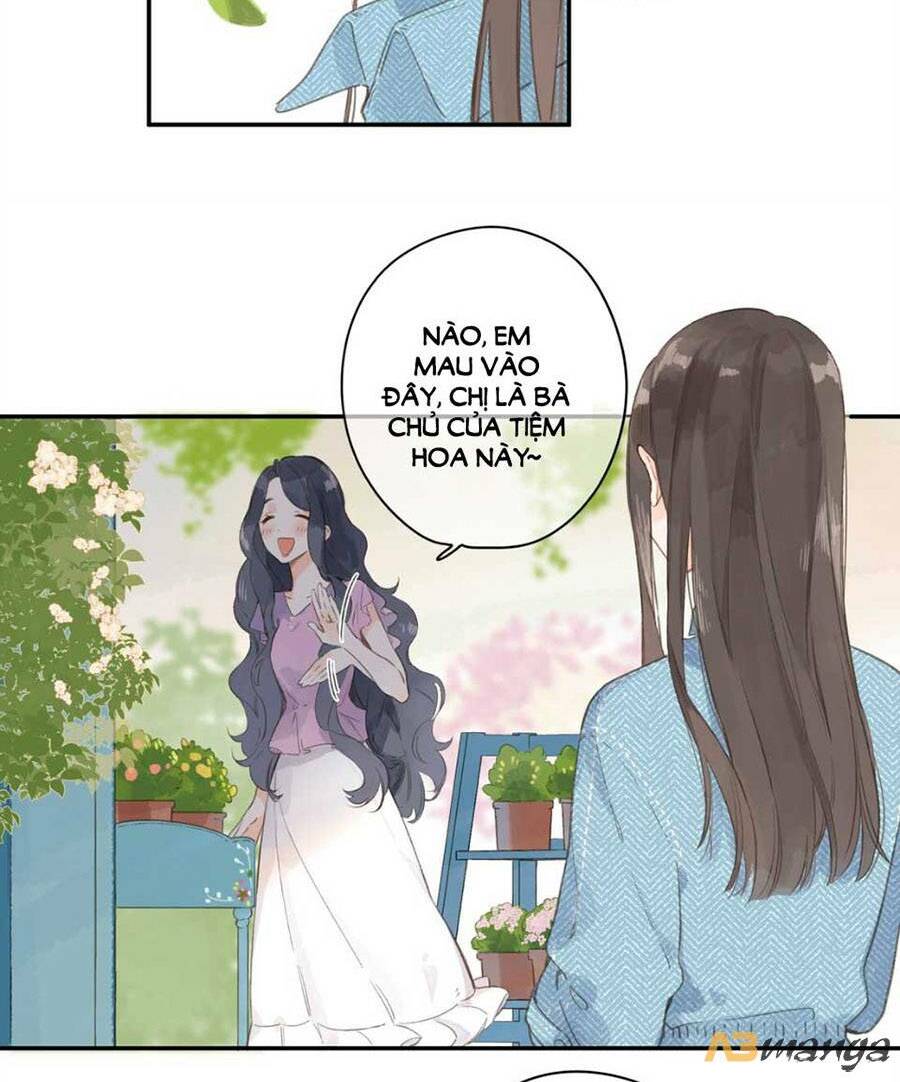 NÀO, EM
MAU VÀO
ĐÂY, CHỊ LÀ BÀ
CHỦ CỦA TIỆM
HOA NÀY~
A3manga